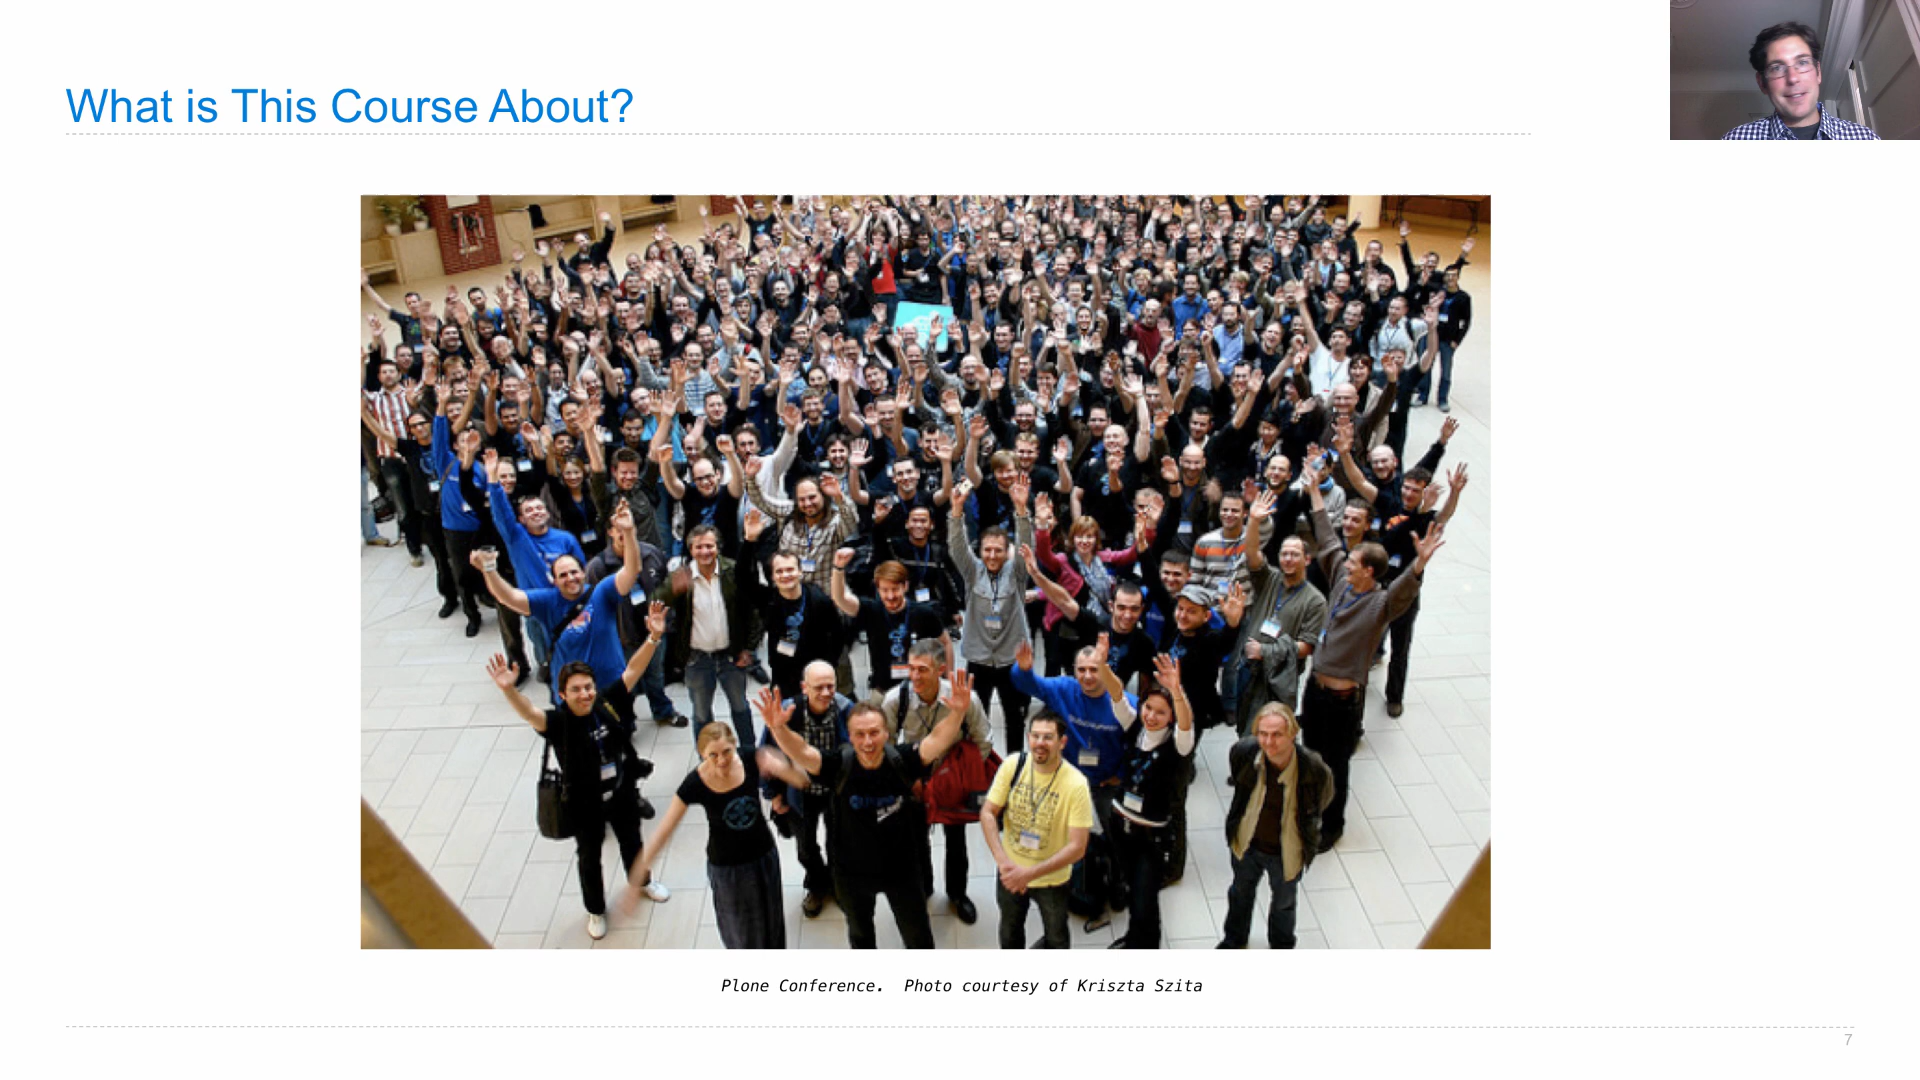 What is This Course About?
Plone Conference.  Photo courtesy of Kriszta Szita
7